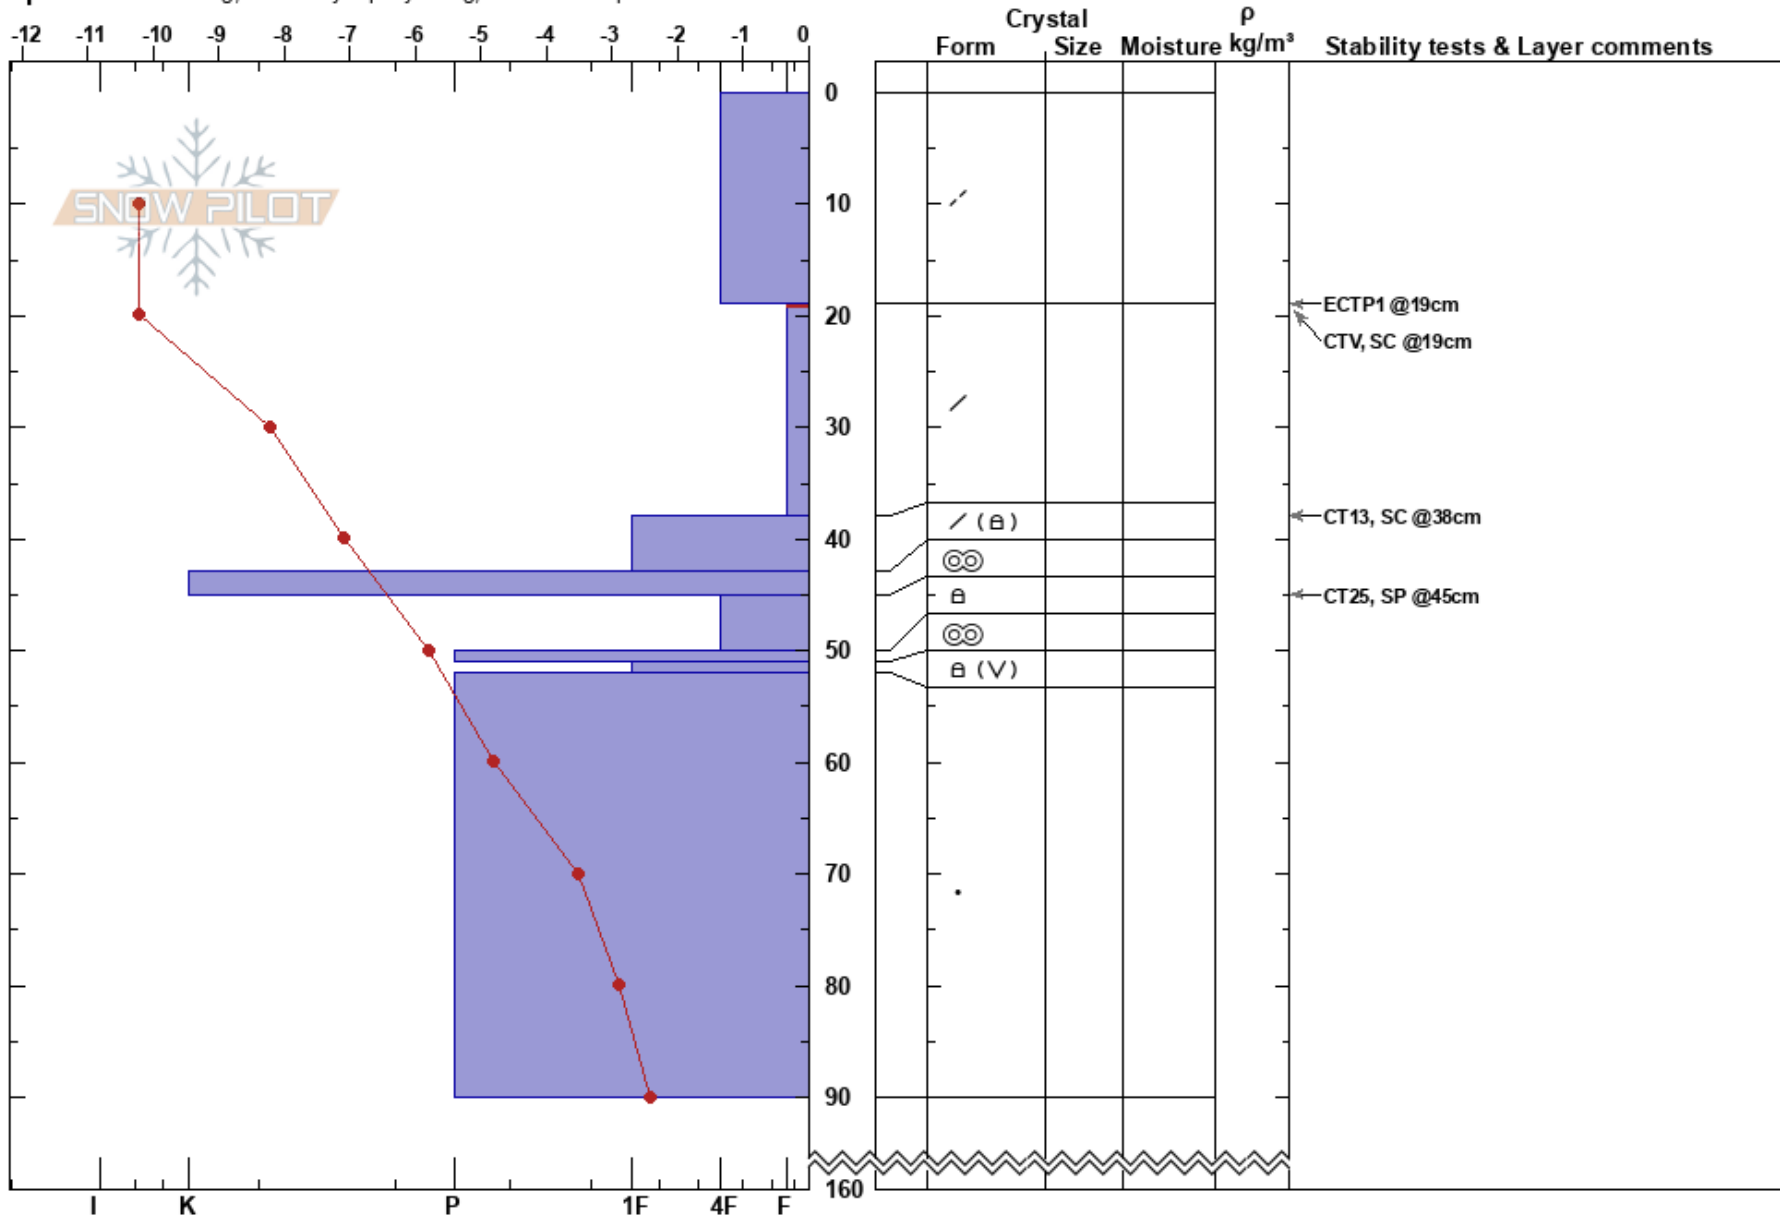 Crystal ρ
-12 -11 -10 -9 -8 -7 -6 -5 -4 -3 -2 -1 0 Form Size Moisture kg/m³ Stability tests & Layer comments
0
SNOW PILOT
10
ECTP1 @19cm
20
CTV, SC @19cm
30
CT13, SC @38cm
40
CT25, SP @45cm
50
60
70
80
90
160
I K P 1F 4F F